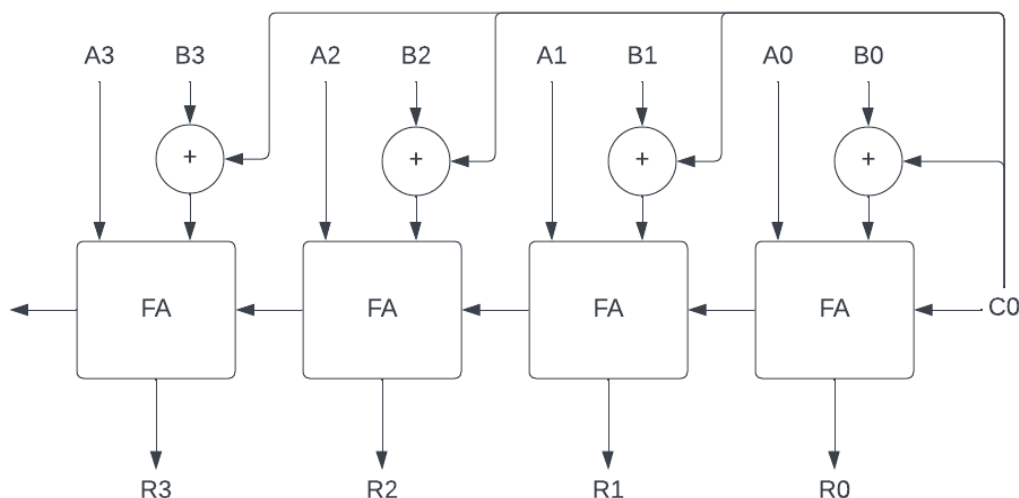 A3 B3 A2 B2 A1 B1 A0 B0
+ + + +
FA FA FA FA C0
R3 R2 R1 R0